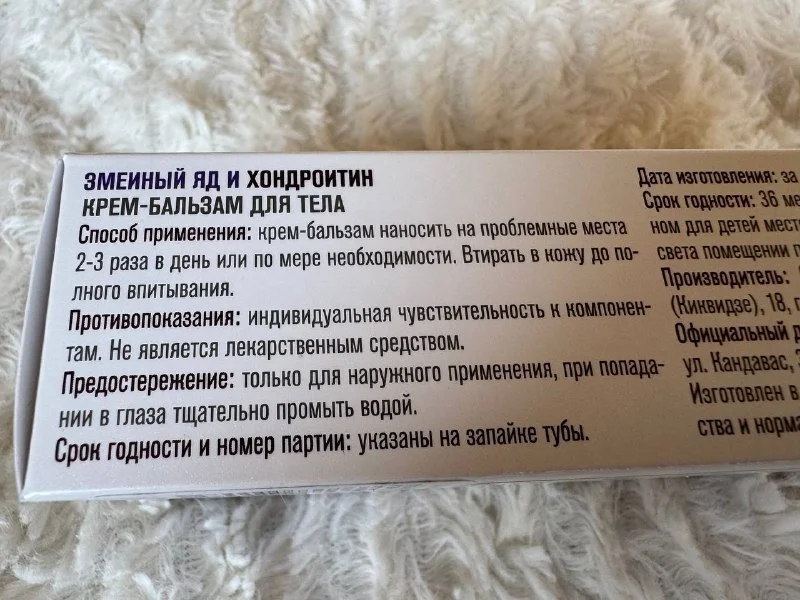 ЗМЕИНЫЙ ЯД И ХОНДРОИТИН
КРЕМ-БАЛЬЗАМ ДЛЯ ТЕЛА
Способ применения: крем-бальзам наносить на проблемные места
2-3 раза в день или по мере необходимости. Втирать в кожу до по-
лного впитывания.
Противопоказания: индивидуальная чувствительность к компонен-
там. Не является лекарственным средством.
Предостережение: только для наружного применения, при попада-
нии в глаза тщательно промыть водой.
Срок годности и номер партии: указаны на запайке тубы.
Дата изготовления: за
Срок годности: 36 ме
ном для детей мест
света помещении п
Производитель:
(Киквидзе), 18, г
Официальный д
ул. Кандавас, 3
Изготовлен в
ства и норма